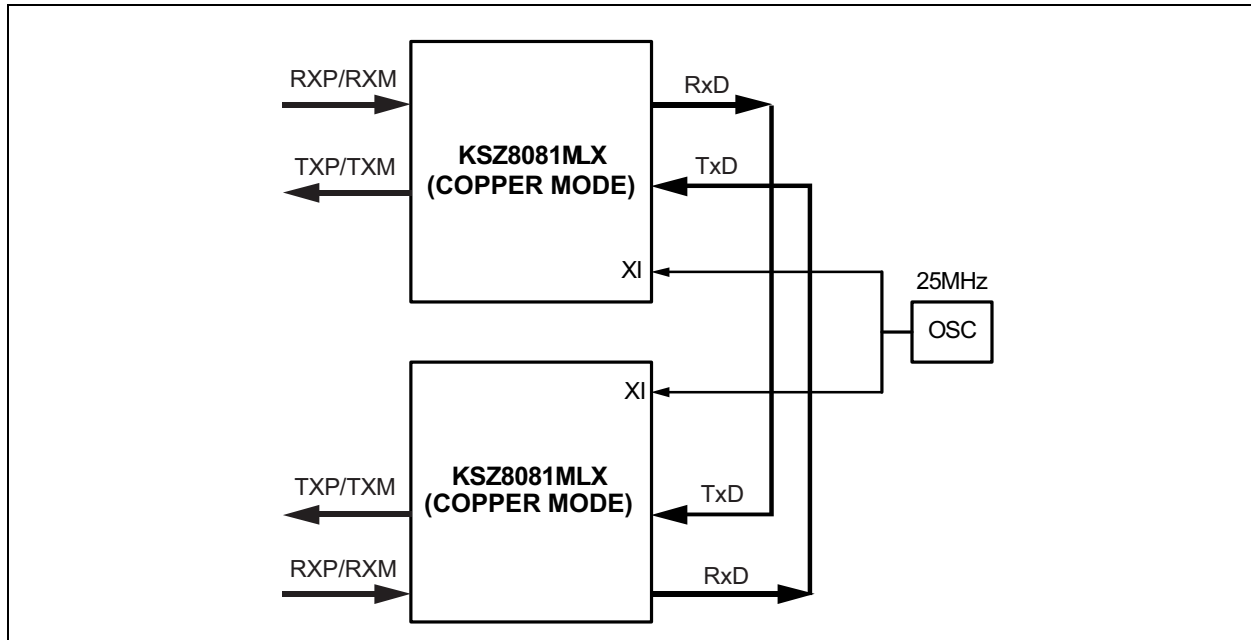 RXP/RXM
RxD
KSZ8081MLX
(COPPER MODE)
TXP/TXM
TxD
XI
25MHz
OSC
XI
KSZ8081MLX
(COPPER MODE)
TXP/TXM
TxD
RXP/RXM
RxD